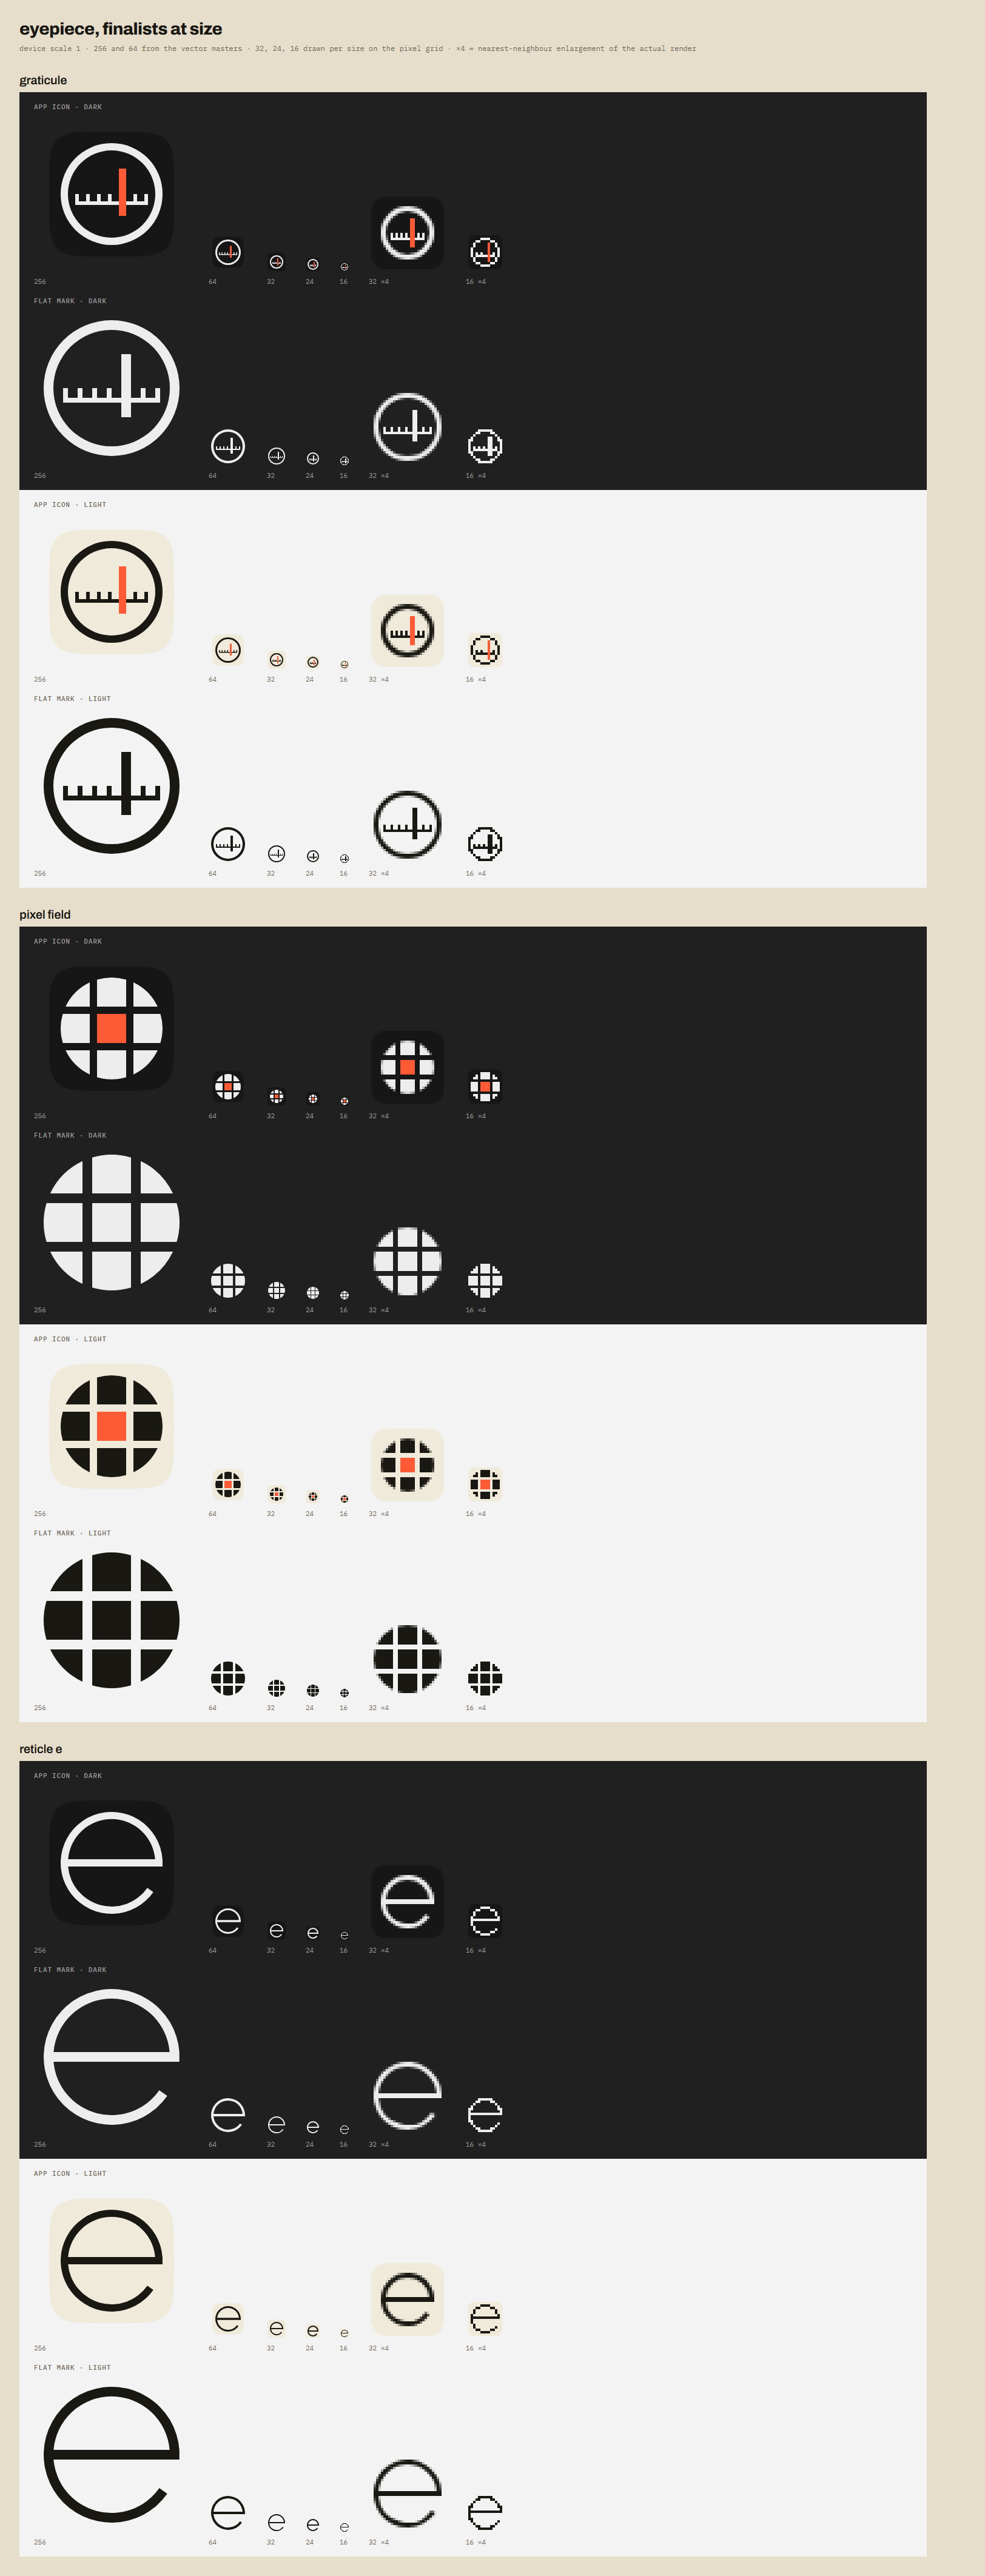 eyepiece, finalists at size
device scale 1 · 256 and 64 from the vector masters · 32, 24, 16 drawn per size on the pixel grid · ×4 = nearest-neighbour enlargement of the actual render
graticule
APP ICON · DARK
256 64 32 24 16 32 ×4 16 ×4
FLAT MARK · DARK
256 64 32 24 16 32 ×4 16 ×4
APP ICON · LIGHT
256 64 32 24 16 32 ×4 16 ×4
FLAT MARK · LIGHT
256 64 32 24 16 32 ×4 16 ×4
pixel field
APP ICON · DARK
256 64 32 24 16 32 ×4 16 ×4
FLAT MARK · DARK
256 64 32 24 16 32 ×4 16 ×4
APP ICON · LIGHT
256 64 32 24 16 32 ×4 16 ×4
FLAT MARK · LIGHT
256 64 32 24 16 32 ×4 16 ×4
reticle e
APP ICON · DARK
256 64 32 24 16 32 ×4 16 ×4
FLAT MARK · DARK
256 64 32 24 16 32 ×4 16 ×4
APP ICON · LIGHT
256 64 32 24 16 32 ×4 16 ×4
FLAT MARK · LIGHT
256 64 32 24 16 32 ×4 16 ×4